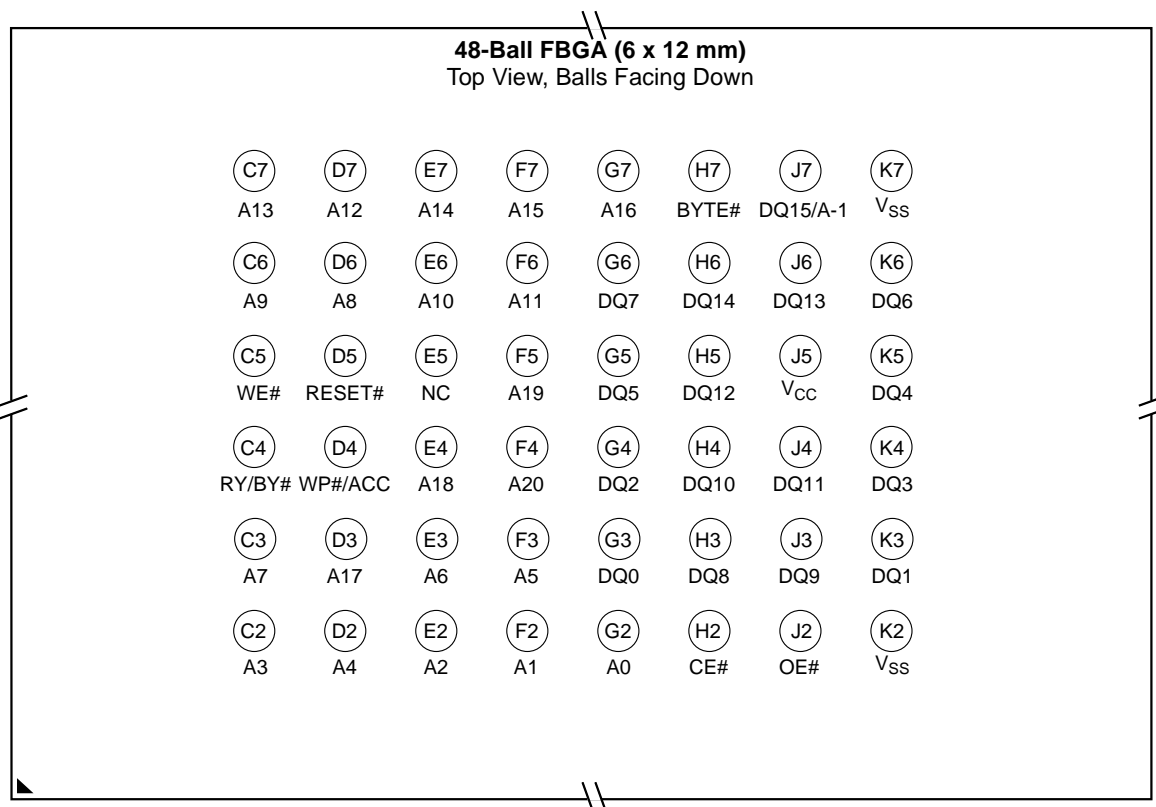 48-Ball FBGA (6 x 12 mm)
Top View, Balls Facing Down
C7 D7 E7 F7 G7 H7 J7 K7
A13 A12 A14 A15 A16 BYTE# DQ15/A-1 VSS
C6 D6 E6 F6 G6 H6 J6 K6
A9 A8 A10 A11 DQ7 DQ14 DQ13 DQ6
C5 D5 E5 F5 G5 H5 J5 K5
WE# RESET# NC A19 DQ5 DQ12 VCC DQ4
C4 D4 E4 F4 G4 H4 J4 K4
RY/BY# WP#/ACC A18 A20 DQ2 DQ10 DQ11 DQ3
C3 D3 E3 F3 G3 H3 J3 K3
A7 A17 A6 A5 DQ0 DQ8 DQ9 DQ1
C2 D2 E2 F2 G2 H2 J2 K2
A3 A4 A2 A1 A0 CE# OE# VSS